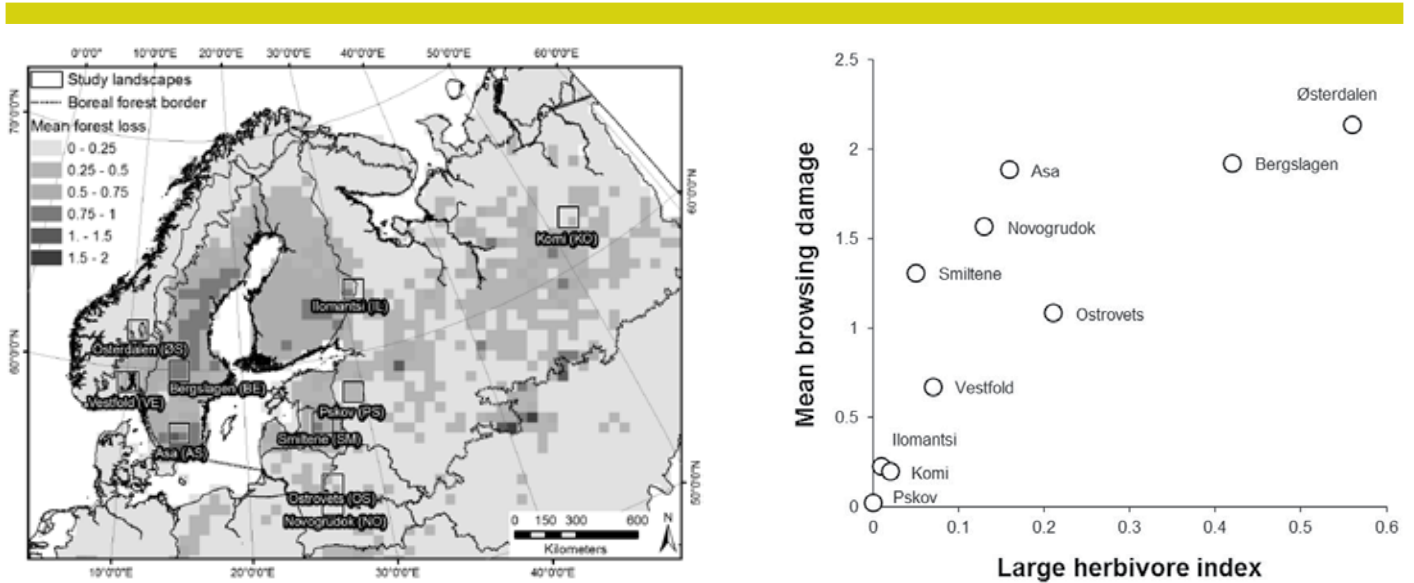 0°0'0"
10°0'0"E
20°0'0"E
30°0'0"E
40°0'0"E
50°0'0"E
60°0'0"E
Study landscapes
Boreal forest border
Mean forest loss
0 - 0.25
0.25 - 0.5
0.5 - 0.75
0.75 - 1
1. - 1.5
1.5 - 2
70°0'0"N
60°0'0"N
60°0'0"N
50°0'0"N
Komi (KO)
Ilomantsi (IL)
Österdalen (ØS)
Bergslagen (BE)
Vestfold (VE)
Pskov (PS)
Smiltene (SM)
Asa (AS)
Ostrovets (OS)
Novogrudok (NO)
0 150 300 600
Kilometers
N
10°0'0"E
20°0'0"E
30°0'0"E
40°0'0"E
Mean browsing damage
2.5
2
1.5
1
0.5
0
Østerdalen
Bergslagen
Asa
Novogrudok
Smiltene
Ostrovets
Vestfold
Ilomantsi
Komi
Pskov
0 0.1 0.2 0.3 0.4 0.5 0.6
Large herbivore index